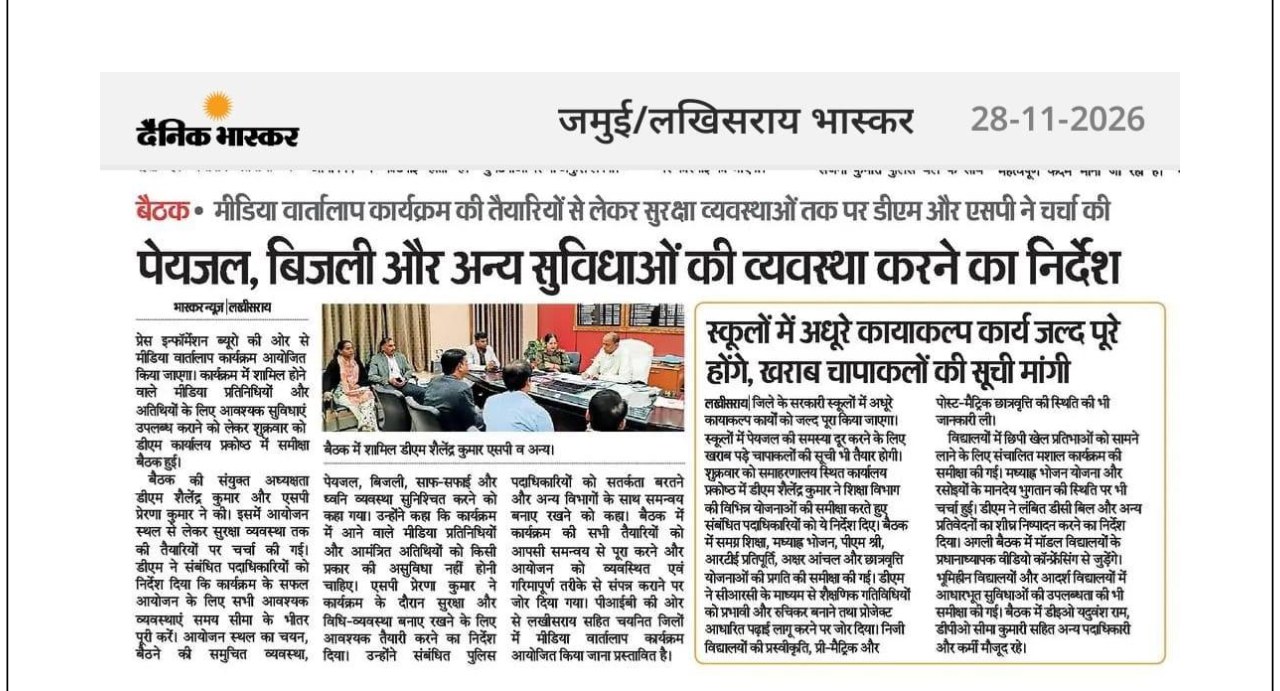 दैनिक भास्कर
जमुई/लखिसराय भास्कर
28-11-2026
बैठक • मीडिया वार्तालाप कार्यक्रम की तैयारियों से लेकर सुरक्षा व्यवस्थाओं तक पर डीएम और एसपी ने चर्चा की
पेयजल, बिजली और अन्य सुविधाओं की व्यवस्था करने का निर्देश
भास्कर न्यूज | लखीसराय
प्रेस इन्फॉर्मेशन ब्यूरो की ओर से
मीडिया वार्तालाप कार्यक्रम आयोजित
किया जाएगा। कार्यक्रम में शामिल होने
वाले मीडिया प्रतिनिधियों और
अतिथियों के लिए आवश्यक सुविधाएं
उपलब्ध कराने को लेकर शुक्रवार को
डीएम कार्यालय प्रकोष्ठ में समीक्षा
बैठक हुई।
बैठक की संयुक्त अध्यक्षता
डीएम शैलेंद्र कुमार और एसपी
प्रेरणा कुमार ने की। इसमें आयोजन
स्थल से लेकर सुरक्षा व्यवस्था तक
की तैयारियों पर चर्चा की गई।
डीएम ने संबंधित पदाधिकारियों को
निर्देश दिया कि कार्यक्रम के सफल
आयोजन के लिए सभी आवश्यक
व्यवस्थाएं समय सीमा के भीतर
पूरी करें। आयोजन स्थल का चयन,
बैठने की समुचित व्यवस्था,
बैठक में शामिल डीएम शैलेंद्र कुमार एसपी व अन्य।
पेयजल, बिजली, साफ-सफाई और
ध्वनि व्यवस्था सुनिश्चित करने को
कहा गया। उन्होंने कहा कि कार्यक्रम
में आने वाले मीडिया प्रतिनिधियों
और आमंत्रित अतिथियों को किसी
प्रकार की असुविधा नहीं होनी
चाहिए। एसपी प्रेरणा कुमार ने
कार्यक्रम के दौरान सुरक्षा और
विधि-व्यवस्था बनाए रखने के लिए
आवश्यक तैयारी करने का निर्देश
दिया। उन्होंने संबंधित पुलिस
पदाधिकारियों को सतर्कता बरतने
और अन्य विभागों के साथ समन्वय
बनाए रखने को कहा। बैठक में
कार्यक्रम की सभी तैयारियों को
आपसी समन्वय से पूरा करने और
आयोजन को व्यवस्थित एवं
गरिमापूर्ण तरीके से संपन्न कराने पर
जोर दिया गया। पीआईबी की ओर
से लखीसराय सहित चयनित जिलों
में मीडिया वार्तालाप कार्यक्रम
आयोजित किया जाना प्रस्तावित है।
स्कूलों में अधूरे कायाकल्प कार्य जल्द पूरे
होंगे, खराब चापाकलों की सूची मांगी
लखीसराय| जिले के सरकारी स्कूलों में अधूरे
कायाकल्प कार्यों को जल्द पूरा किया जाएगा।
स्कूलों में पेयजल की समस्या दूर करने के लिए
खराब पड़े चापाकलों की सूची भी तैयार होगी।
शुक्रवार को समाहरणालय स्थित कार्यालय
प्रकोष्ठ में डीएम शैलेंद्र कुमार ने शिक्षा विभाग
की विभिन्न योजनाओं की समीक्षा करते हुए
संबंधित पदाधिकारियों को ये निर्देश दिए। बैठक
में समग्र शिक्षा, मध्याह्न भोजन, पीएम श्री,
आरटीई प्रतिपूर्ति, अक्षर आंचल और छात्रवृत्ति
योजनाओं की प्रगति की समीक्षा की गई। डीएम
ने सीआरसी के माध्यम से शैक्षणिक गतिविधियों
को प्रभावी और रुचिकर बनाने तथा प्रोजेक्ट
आधारित पढ़ाई लागू करने पर जोर दिया। निजी
विद्यालयों की प्रस्वीकृति, प्री-मैट्रिक और
पोस्ट-मैट्रिक छात्रवृत्ति की स्थिति की भी
जानकारी ली।
विद्यालयों में छिपी खेल प्रतिभाओं को सामने
लाने के लिए संचालित मशाल कार्यक्रम की
समीक्षा की गई। मध्याह्न भोजन योजना और
रसोइयों के मानदेय भुगतान की स्थिति पर भी
चर्चा हुई। डीएम ने लंबित डीसी बिल और अन्य
प्रतिवेदनों का शीघ्र निष्पादन करने का निर्देश
दिया। अगली बैठक में मॉडल विद्यालयों के
प्रधानाध्यापक वीडियो कॉन्फ्रेंसिंग से जुड़ेंगे।
भूमिहीन विद्यालयों और आदर्श विद्यालयों में
आधारभूत सुविधाओं की उपलब्धता की भी
समीक्षा की गई। बैठक में डीइओ यदुवंश राम,
डीपीओ सीमा कुमारी सहित अन्य पदाधिकारी
और कर्मी मौजूद रहे।